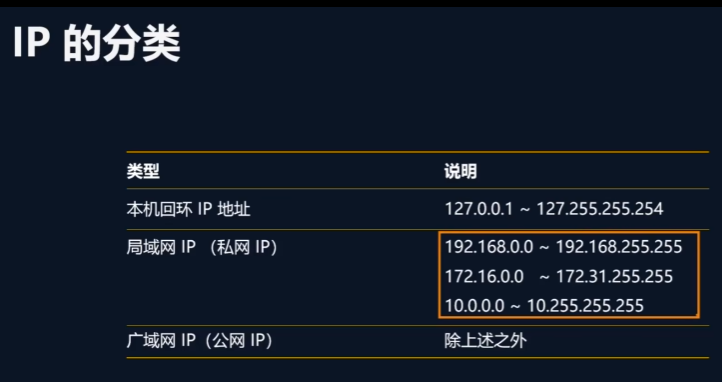 IP 的分类
类型 说明
本机回环 IP 地址 127.0.0.1 ~ 127.255.255.254
局域网 IP （私网 IP） 192.168.0.0 ~ 192.168.255.255
172.16.0.0 ~ 172.31.255.255
10.0.0.0 ~ 10.255.255.255
广域网 IP（公网 IP） 除上述之外